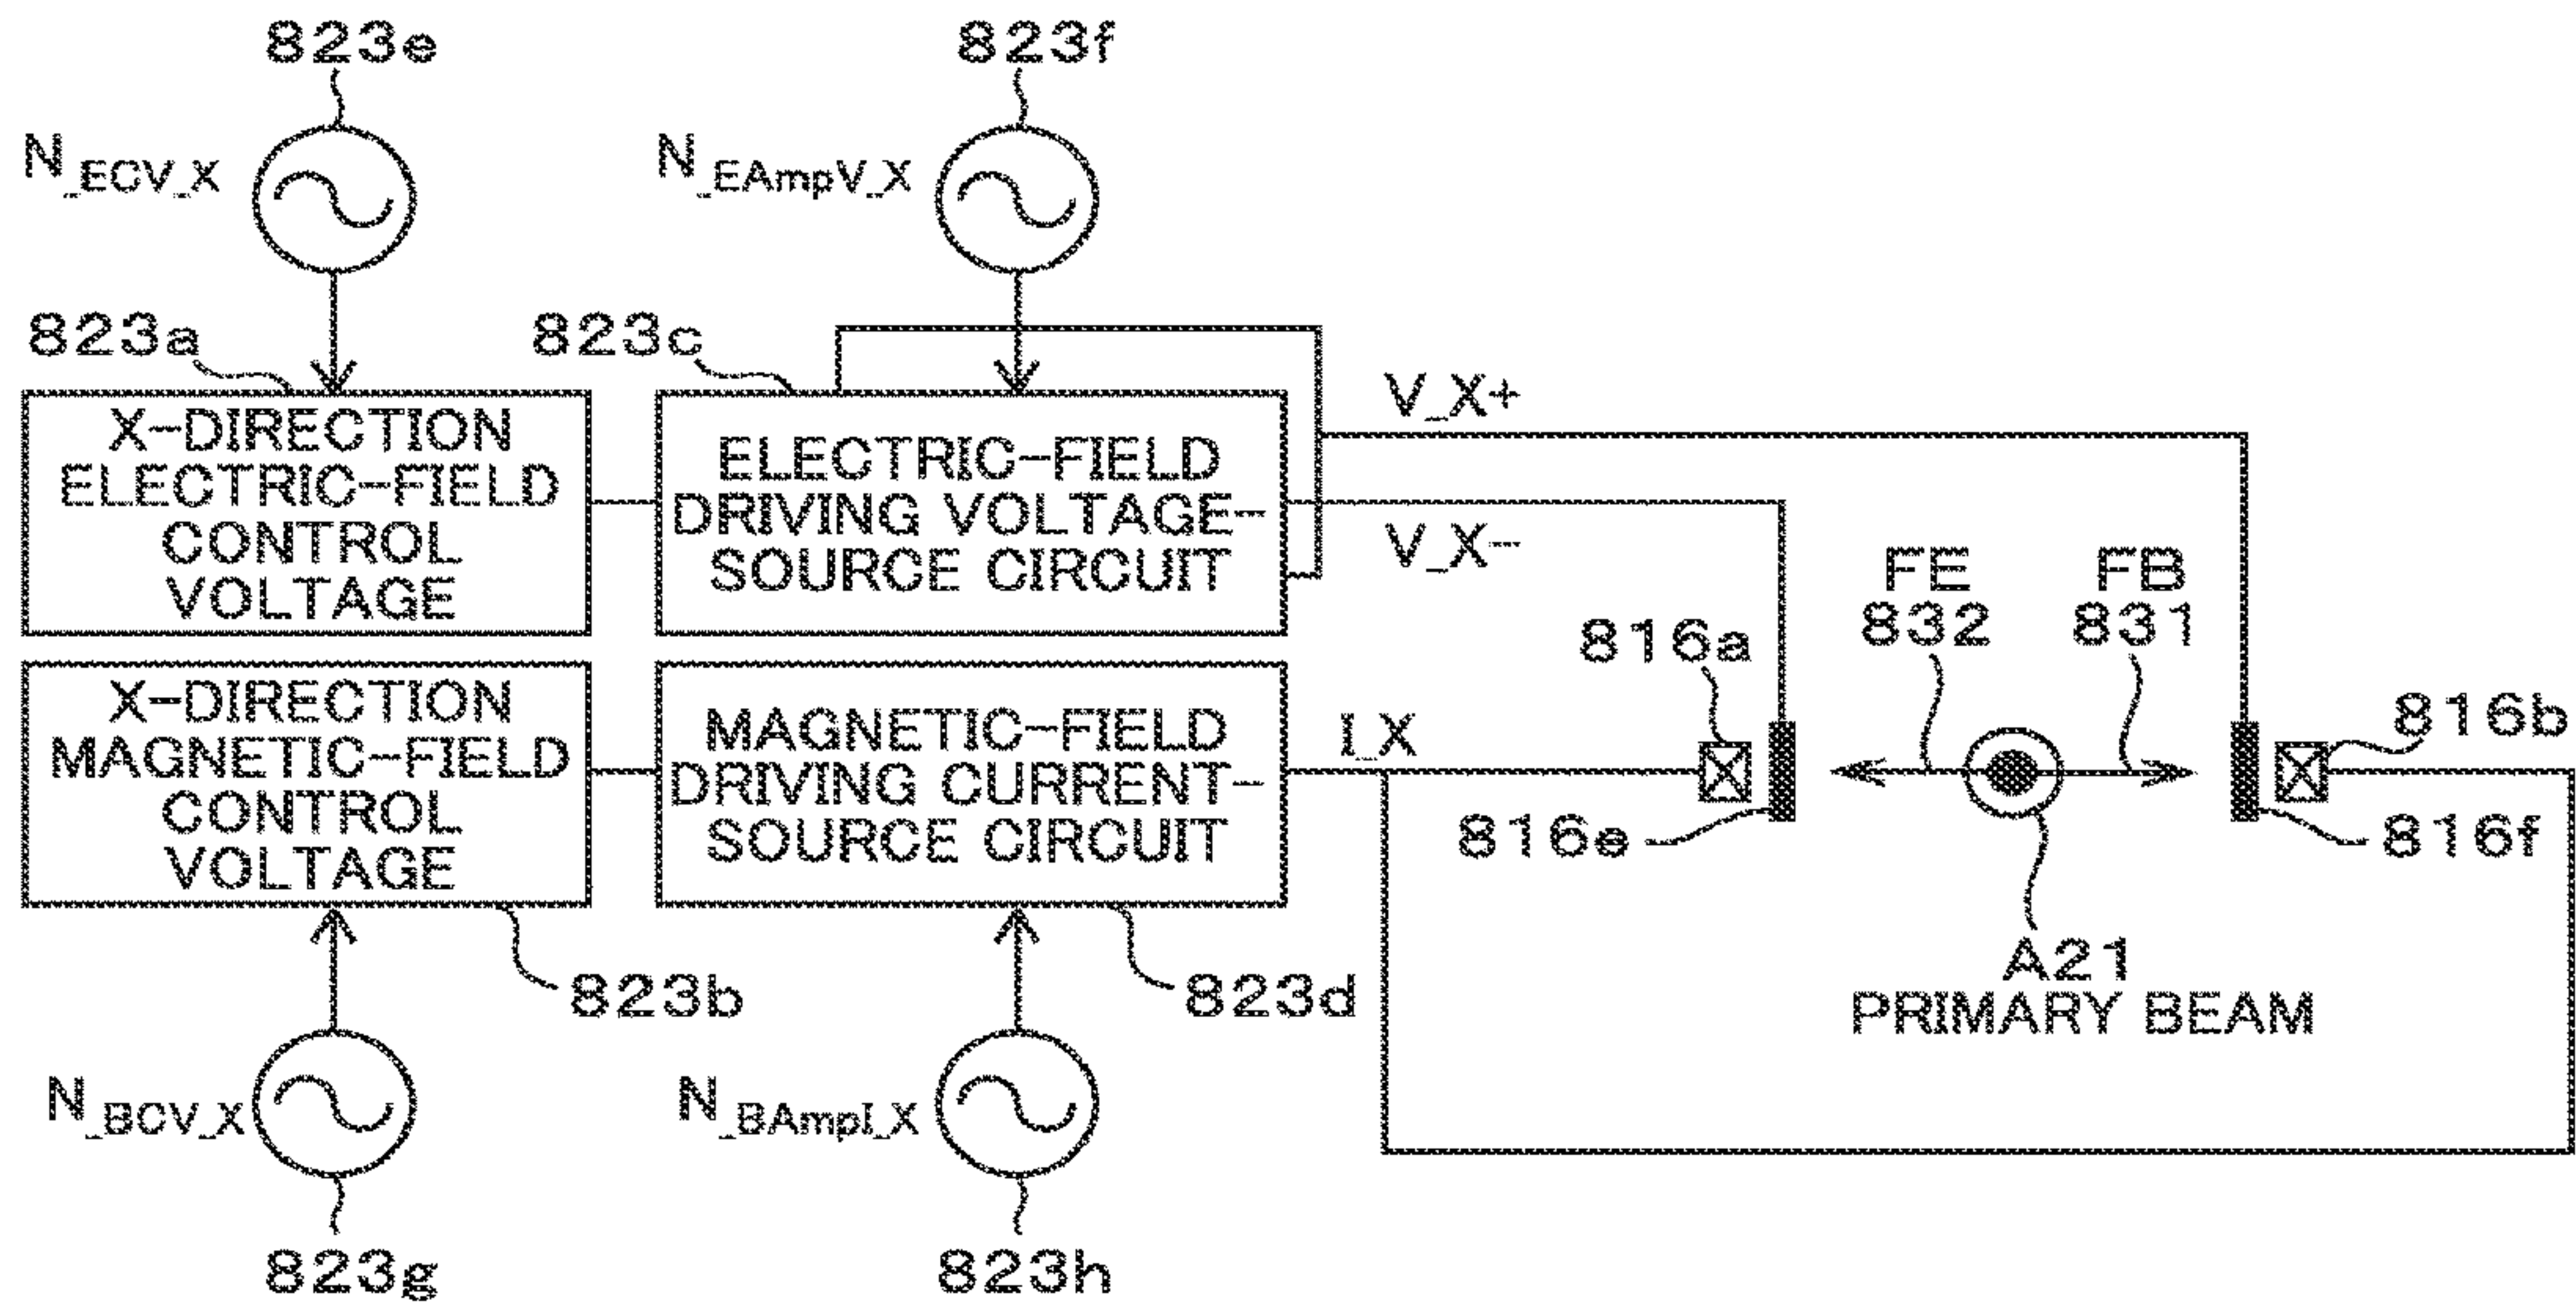 823e
823f
N_ECV_X
N_EAmpV_X
823a
823c
X-DIRECTION
ELECTRIC-FIELD
CONTROL
VOLTAGE
ELECTRIC-FIELD
DRIVING VOLTAGE-
SOURCE CIRCUIT
V_X+
V_X-
FE
832
FB
831
816a
816b
X-DIRECTION
MAGNETIC-FIELD
CONTROL
VOLTAGE
MAGNETIC-FIELD
DRIVING CURRENT-
SOURCE CIRCUIT
I_X
816e
816f
A21
PRIMARY BEAM
823b
823d
N_BCV_X
N_BAmpI_X
823g
823h